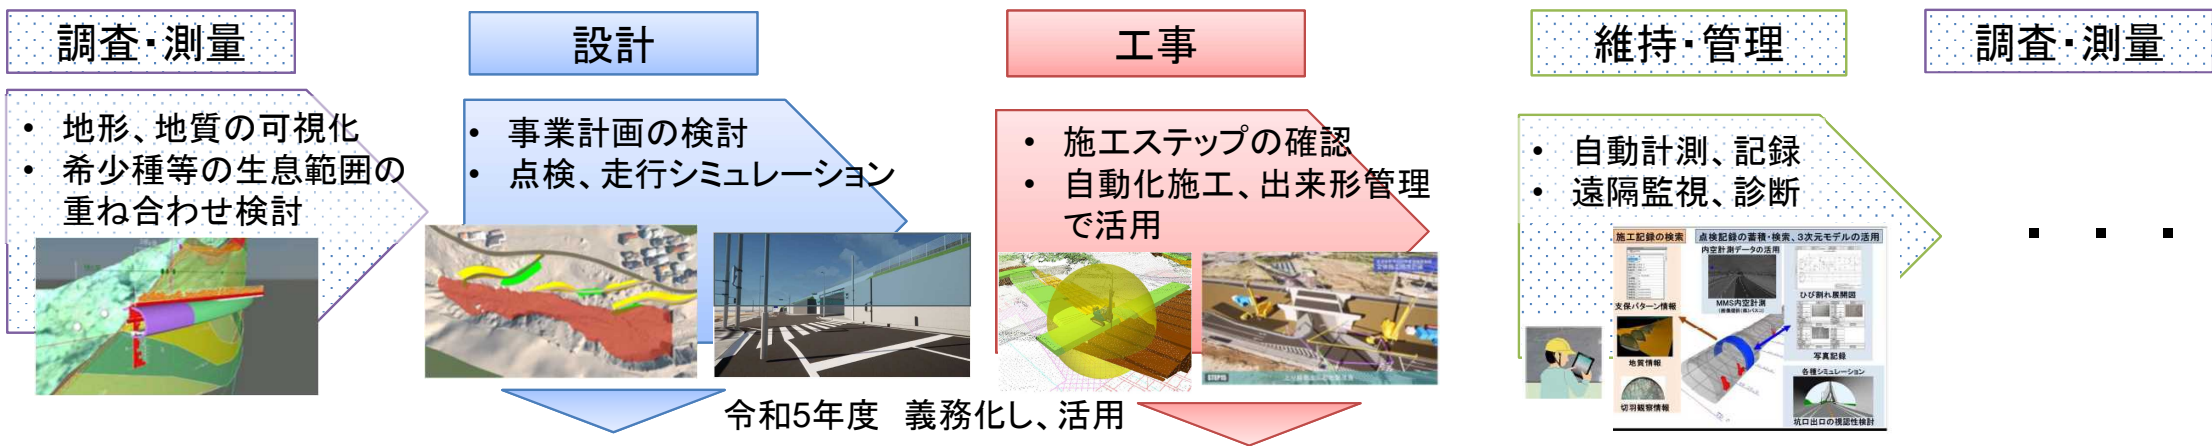 調査・測量
設計
工事
維持・管理
調査・測量
• 地形、地質の可視化
• 希少種等の生息範囲の
重ね合わせ検討
• 事業計画の検討
• 点検、走行シミュレーション
• 施工ステップの確認
• 自動化施工、出来形管理
で活用
• 自動計測、記録
• 遠隔監視、診断
・ ・ ・
施工記録の検索
点検記録の蓄積・検索、3次元モデルの活用
内空計測データの活用
支保パターン情報
MMS内空計測
ひび割れ展開図
地質情報
写真記録
切羽観察情報
各種シミュレーション
坑口出口の視認性検討
STEP15
令和5年度 義務化し、活用